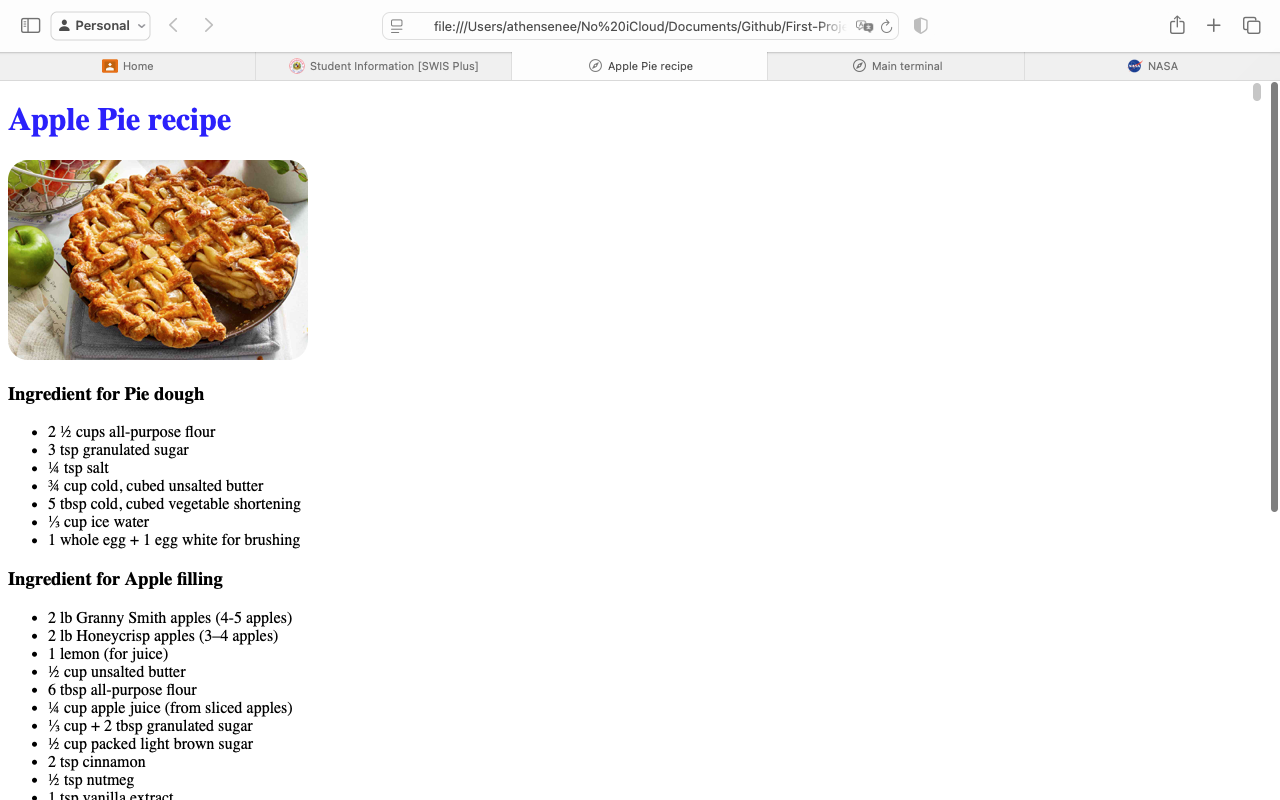 Personal
file:///Users/athensenee/No%20iCloud/Documents/Github/First-Proj
Home
Student Information [SWIS Plus]
Apple Pie recipe
Main terminal
NASA
Apple Pie recipe
Ingredient for Pie dough
• 2 ½ cups all-purpose flour
• 3 tsp granulated sugar
• ¼ tsp salt
• ¾ cup cold, cubed unsalted butter
• 5 tbsp cold, cubed vegetable shortening
• ⅓ cup ice water
• 1 whole egg + 1 egg white for brushing
Ingredient for Apple filling
• 2 lb Granny Smith apples (4-5 apples)
• 2 lb Honeycrisp apples (3–4 apples)
• 1 lemon (for juice)
• ½ cup unsalted butter
• 6 tbsp all-purpose flour
• ¼ cup apple juice (from sliced apples)
• ⅓ cup + 2 tbsp granulated sugar
• ½ cup packed light brown sugar
• 2 tsp cinnamon
• ½ tsp nutmeg
• 1 tsp vanilla extract